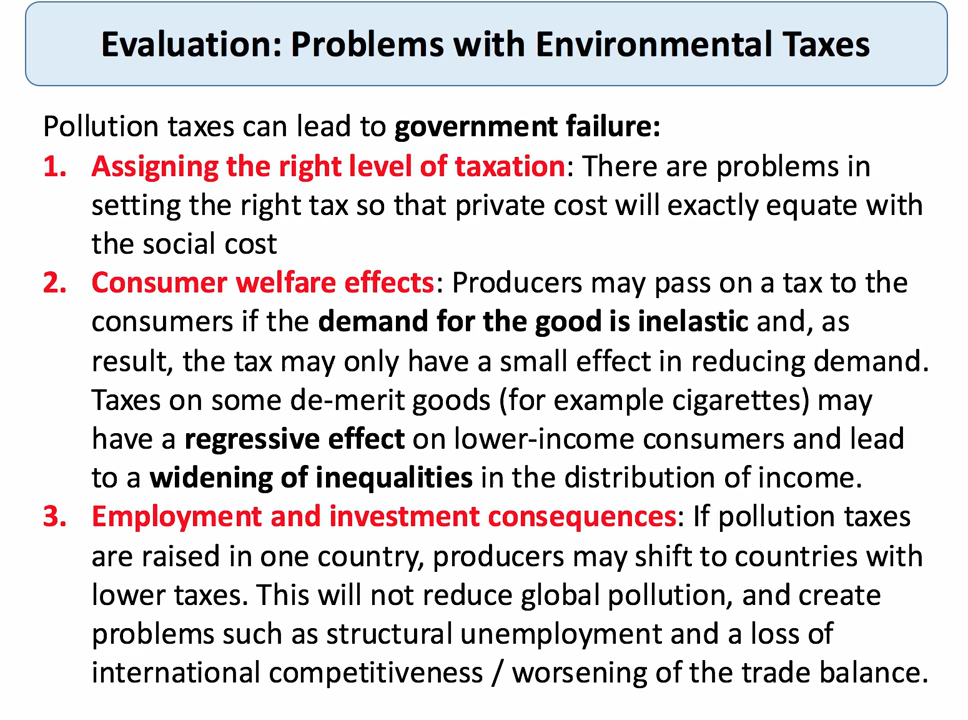 Evaluation: Problems with Environmental Taxes
Pollution taxes can lead to government failure:
1. Assigning the right level of taxation: There are problems in
setting the right tax so that private cost will exactly equate with
the social cost
2. Consumer welfare effects: Producers may pass on a tax to the
consumers if the demand for the good is inelastic and, as
result, the tax may only have a small effect in reducing demand.
Taxes on some de-merit goods (for example cigarettes) may
have a regressive effect on lower-income consumers and lead
to a widening of inequalities in the distribution of income.
3. Employment and investment consequences: If pollution taxes
are raised in one country, producers may shift to countries with
lower taxes. This will not reduce global pollution, and create
problems such as structural unemployment and a loss of
international competitiveness / worsening of the trade balance.